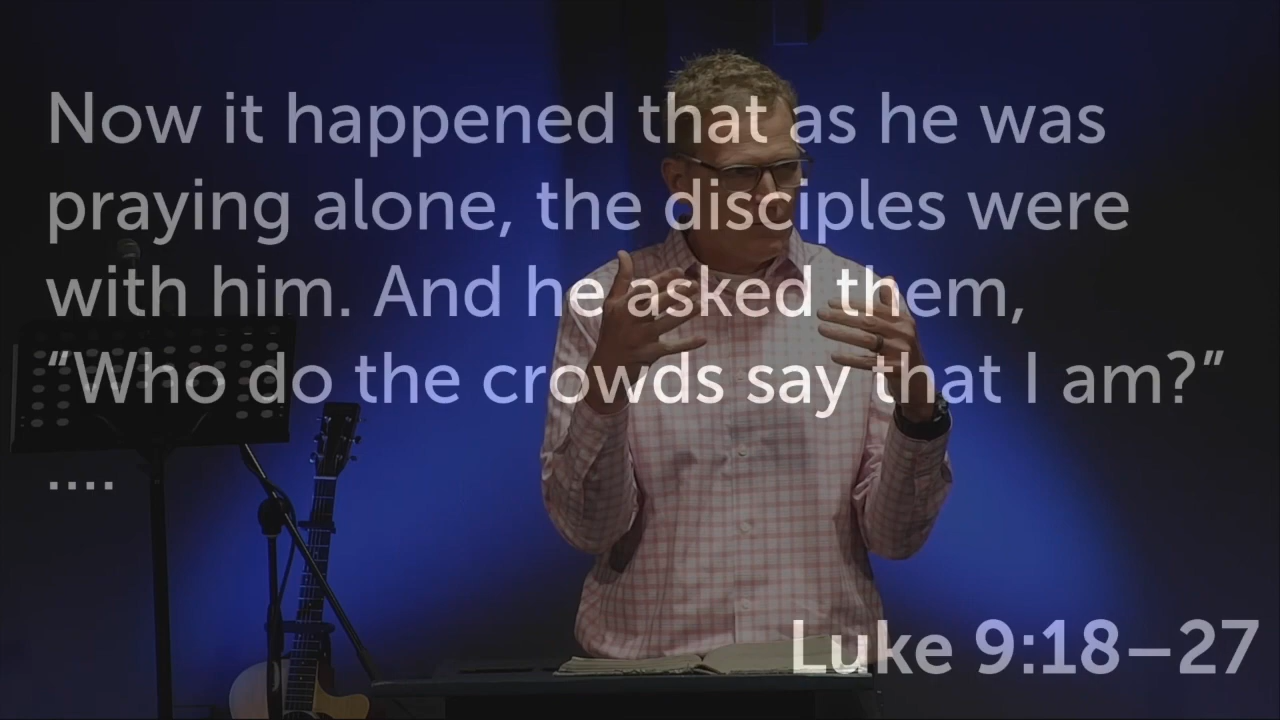 Now it happened that as he was
praying alone, the disciples were
with him. And he asked them,
“Who do the crowds say that I am?”
....
Luke 9:18–27